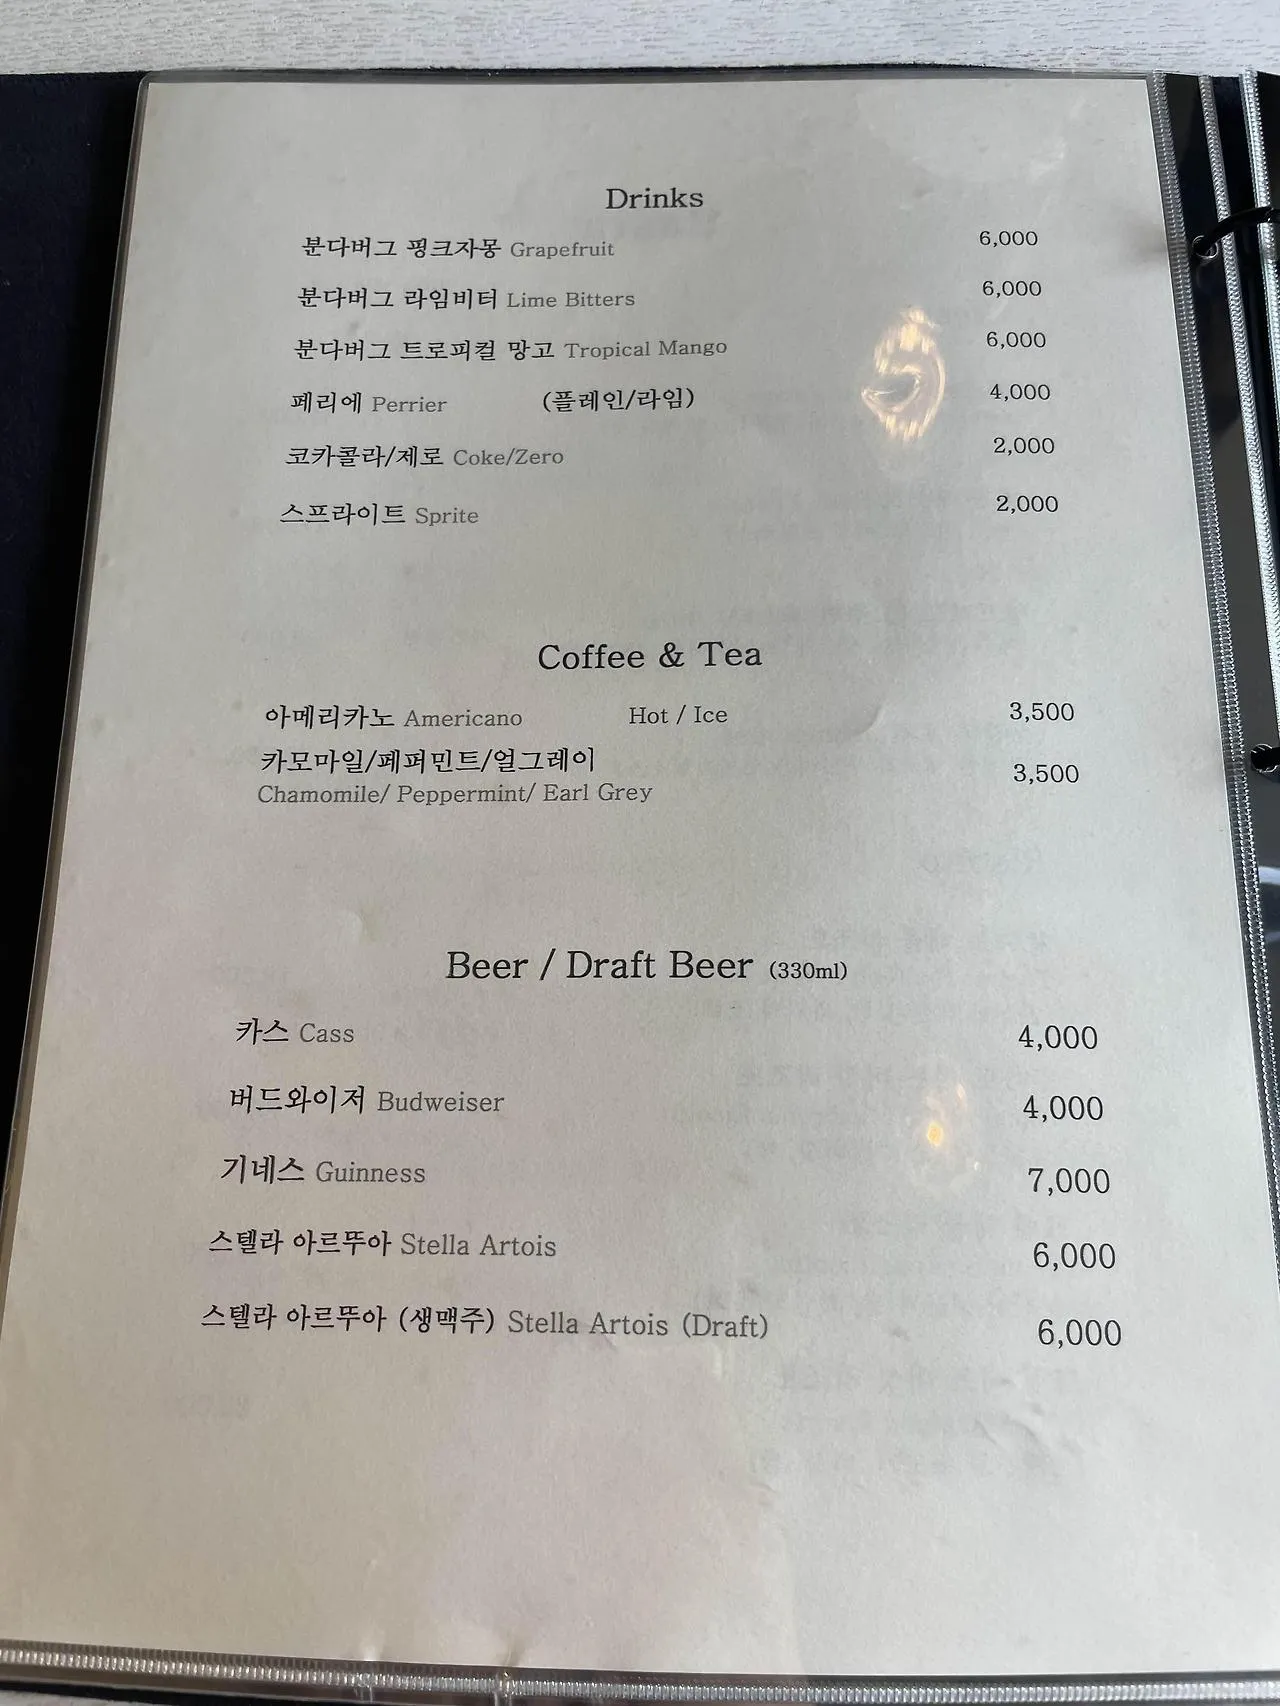 Drinks
분다버그 핑크자몽 Grapefruit 6,000
분다버그 라임비터 Lime Bitters 6,000
분다버그 트로피컬 망고 Tropical Mango 6,000
페리에 Perrier (플레인/라임) 4,000
코카콜라/제로 Coke/Zero 2,000
스프라이트 Sprite 2,000
Coffee & Tea
아메리카노 Americano Hot / Ice 3,500
카모마일/페퍼민트/얼그레이 3,500
Chamomile/ Peppermint/ Earl Grey
Beer / Draft Beer (330ml)
카스 Cass 4,000
버드와이저 Budweiser 4,000
기네스 Guinness 7,000
스텔라 아르뚜아 Stella Artois 6,000
스텔라 아르뚜아 (생맥주) Stella Artois (Draft) 6,000